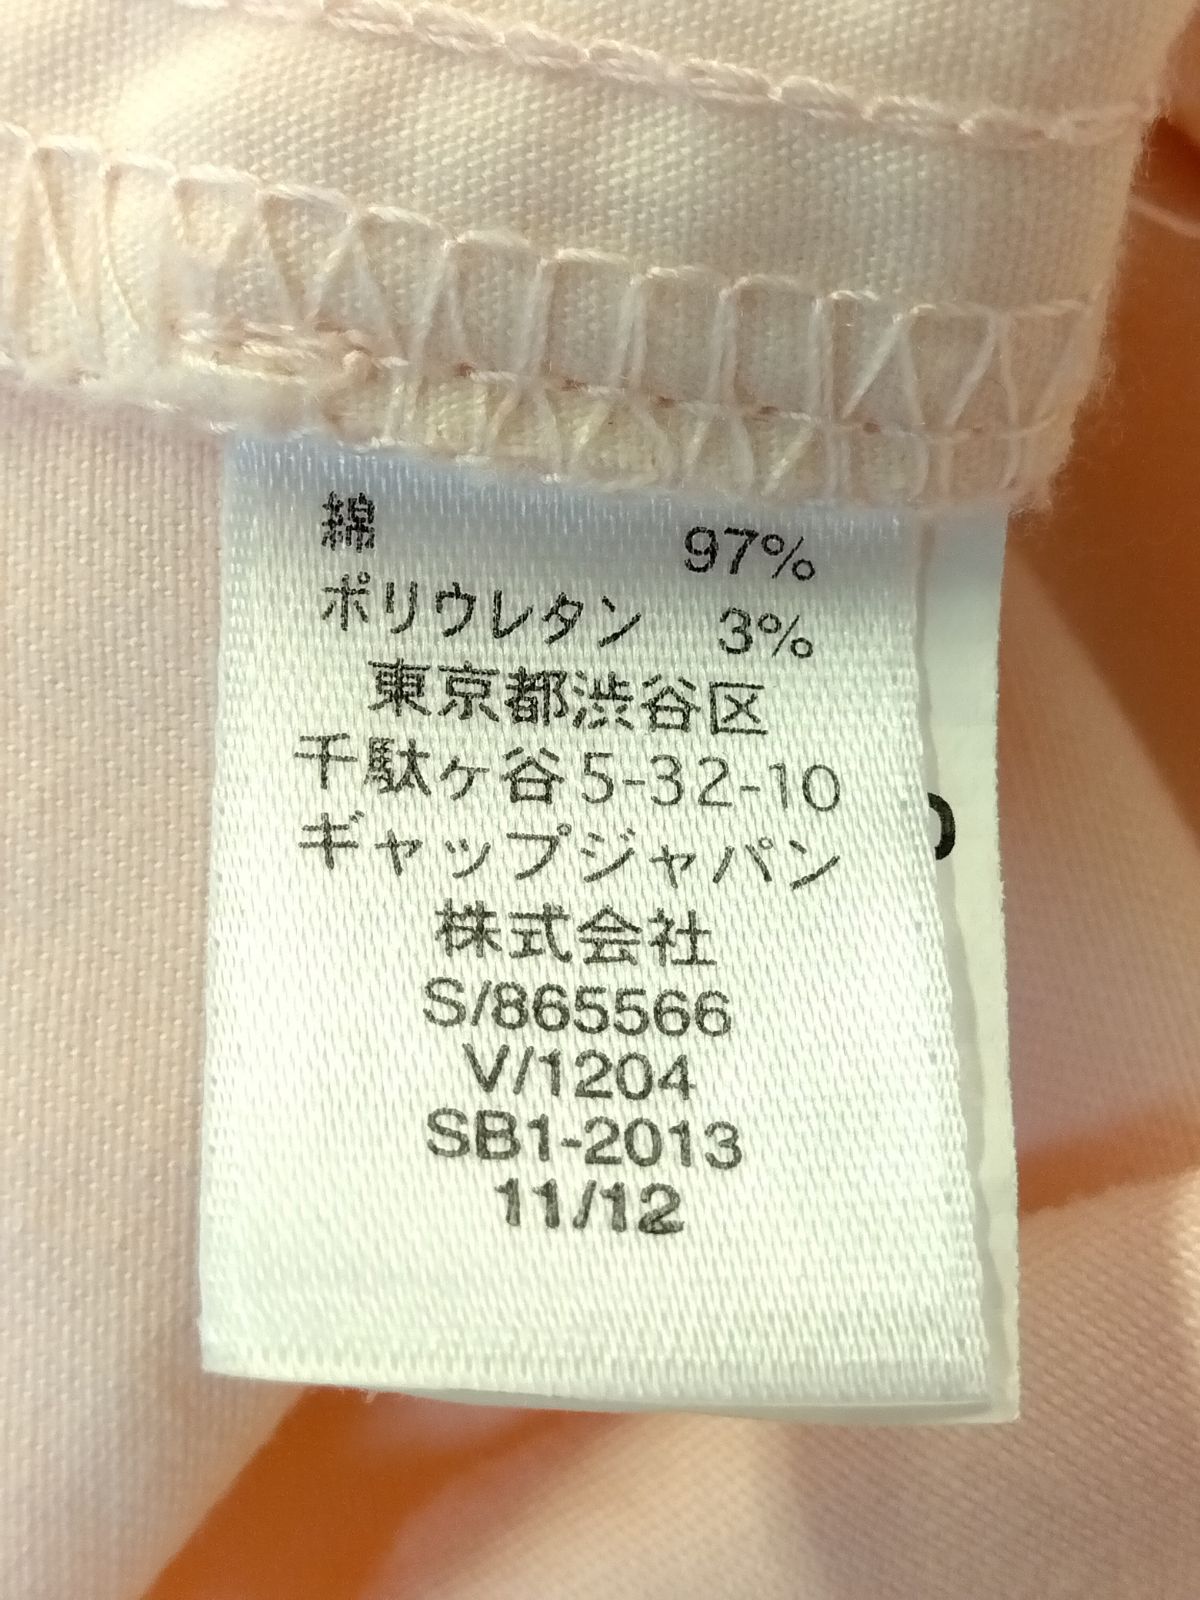 綿 97%
ポリウレタン 3%
東京都渋谷区
千駄ヶ谷5-32-10
ギャップジャパン
株式会社
S/865566
V/1204
SB1-2013
11/12